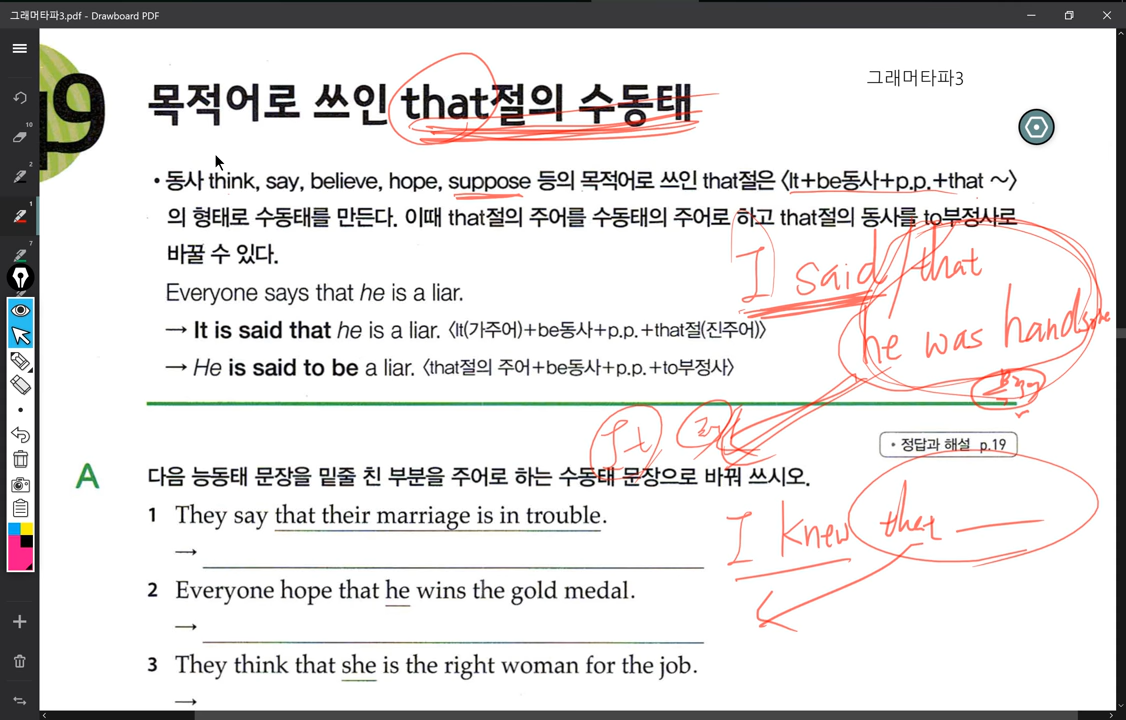 그래머타파3.pdf - Drawboard PDF
그래머타파3
19
목적어로 쓰인 that절의 수동태
• 동사 think, say, believe, hope, suppose 등의 목적어로 쓰인 that절은 〈It+be동사+p.p.+that ～〉
의 형태로 수동태를 만든다. 이때 that절의 주어를 수동태의 주어로 하고 that절의 동사를 to부정사로
바꿀 수 있다.
I said that
he was handsome
Everyone says that he is a liar.
→ It is said that he is a liar. 〈It(가주어)+be동사+p.p.+that절(진주어)〉
→ He is said to be a liar. 〈that절의 주어+be동사+p.p.+to부정사〉
It
• 정답과 해설 p.19
A 다음 능동태 문장을 밑줄 친 부분을 주어로 하는 수동태 문장으로 바꿔 쓰시오.
1 They say that their marriage is in trouble.
→
I knew that
2 Everyone hope that he wins the gold medal.
→
3 They think that she is the right woman for the job.
→
10
2
1
7